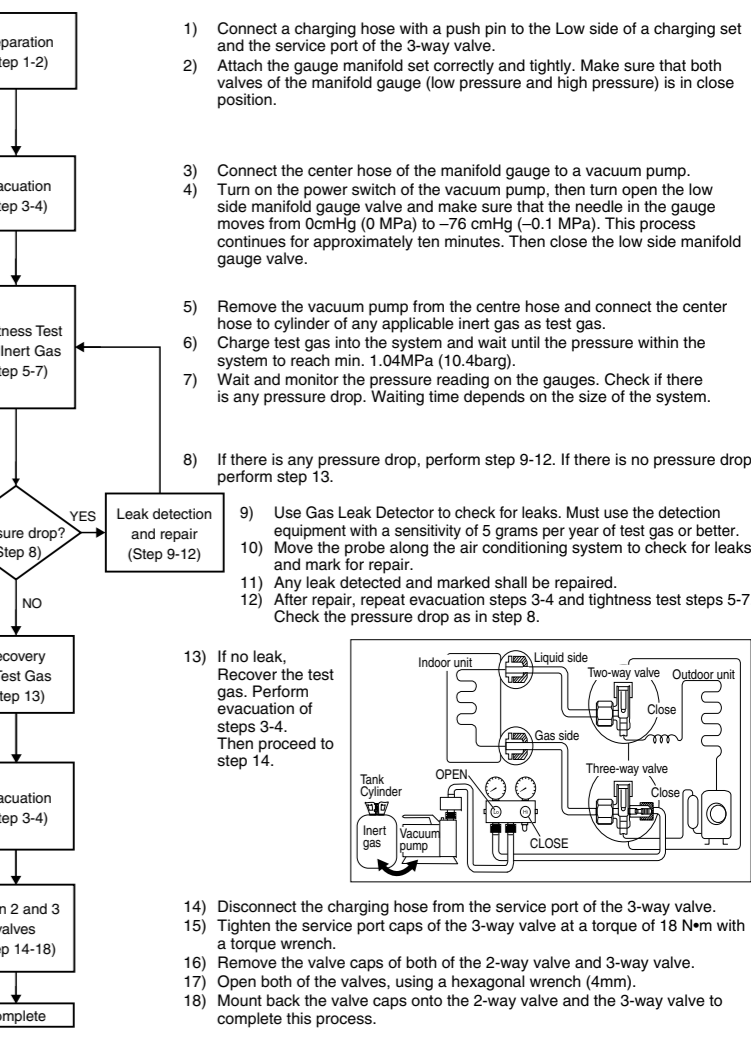 paration
tep 1-2)
1) Connect a charging hose with a push pin to the Low side of a charging set
and the service port of the 3-way valve.
2) Attach the gauge manifold set correctly and tightly. Make sure that both
valves of the manifold gauge (low pressure and high pressure) is in close
position.
acuation
tep 3-4)
3) Connect the center hose of the manifold gauge to a vacuum pump.
4) Turn on the power switch of the vacuum pump, then turn open the low
side manifold gauge valve and make sure that the needle in the gauge
moves from 0cmHg (0 MPa) to –76 cmHg (–0.1 MPa). This process
continues for approximately ten minutes. Then close the low side manifold
gauge valve.
tness Test
Inert Gas
tep 5-7)
5) Remove the vacuum pump from the centre hose and connect the center
hose to cylinder of any applicable inert gas as test gas.
6) Charge test gas into the system and wait until the pressure within the
system to reach min. 1.04MPa (10.4barg).
7) Wait and monitor the pressure reading on the gauges. Check if there
is any pressure drop. Waiting time depends on the size of the system.
8) If there is any pressure drop, perform step 9-12. If there is no pressure drop
perform step 13.
sure drop?
Step 8)
YES
NO
Leak detection
and repair
(Step 9-12)
9) Use Gas Leak Detector to check for leaks. Must use the detection
equipment with a sensitivity of 5 grams per year of test gas or better.
10) Move the probe along the air conditioning system to check for leaks
and mark for repair.
11) Any leak detected and marked shall be repaired.
12) After repair, repeat evacuation steps 3-4 and tightness test steps 5-7
Check the pressure drop as in step 8.
ecovery
Test Gas
tep 13)
13) If no leak,
Recover the test
gas. Perform
evacuation of
steps 3-4.
Then proceed to
step 14.
Indoor unit
Liquid side
Two-way valve
Outdoor unit
Close
Gas side
Three-way valve
Close
Tank
Cylinder
OPEN
Lo
Hi
CLOSE
Inert
gas
Vacuum
pump
acuation
tep 3-4)
n 2 and 3
valves
p 14-18)
mplete
14) Disconnect the charging hose from the service port of the 3-way valve.
15) Tighten the service port caps of the 3-way valve at a torque of 18 N•m with
a torque wrench.
16) Remove the valve caps of both of the 2-way valve and 3-way valve.
17) Open both of the valves, using a hexagonal wrench (4mm).
18) Mount back the valve caps onto the 2-way valve and the 3-way valve to
complete this process.